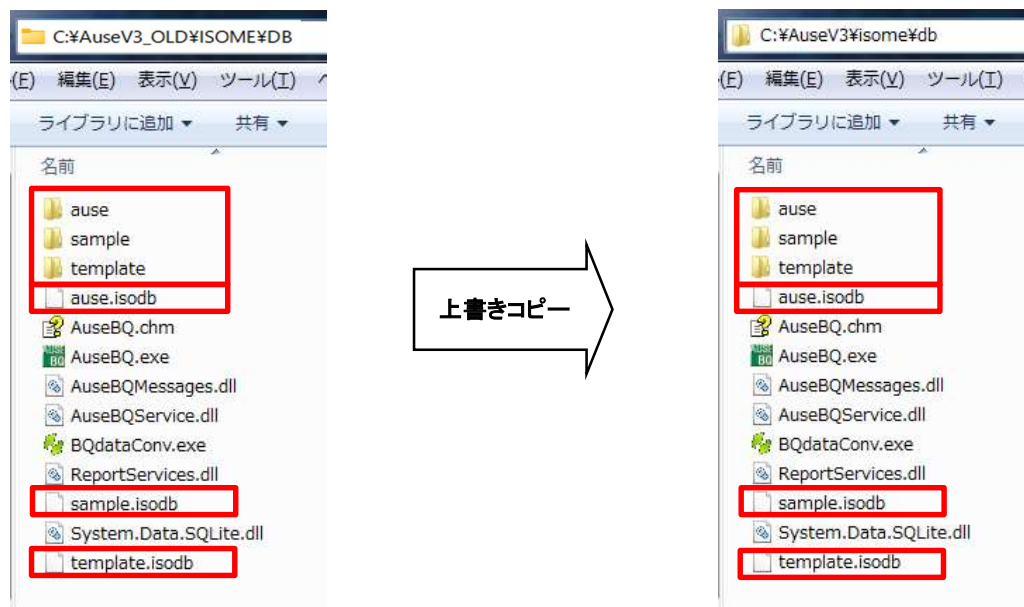 C:¥AuseV3_OLD¥ISOME¥DB
(F) 編集(E) 表示(V) ツール(T)
ライブラリに追加 ▼ 共有 ▼
名前
ause
sample
template
ause.isodb
AuseBQ.chm
AuseBQ.exe
AuseBQMessages.dll
AuseBQService.dll
BQdataConv.exe
ReportServices.dll
sample.isodb
System.Data.SQLite.dll
template.isodb
上書きコピー
C:¥AuseV3¥isome¥db
(F) 編集(E) 表示(V) ツール(T)
ライブラリに追加 ▼ 共有 ▼
名前
ause
sample
template
ause.isodb
AuseBQ.chm
AuseBQ.exe
AuseBQMessages.dll
AuseBQService.dll
BQdataConv.exe
ReportServices.dll
sample.isodb
System.Data.SQLite.dll
template.isodb